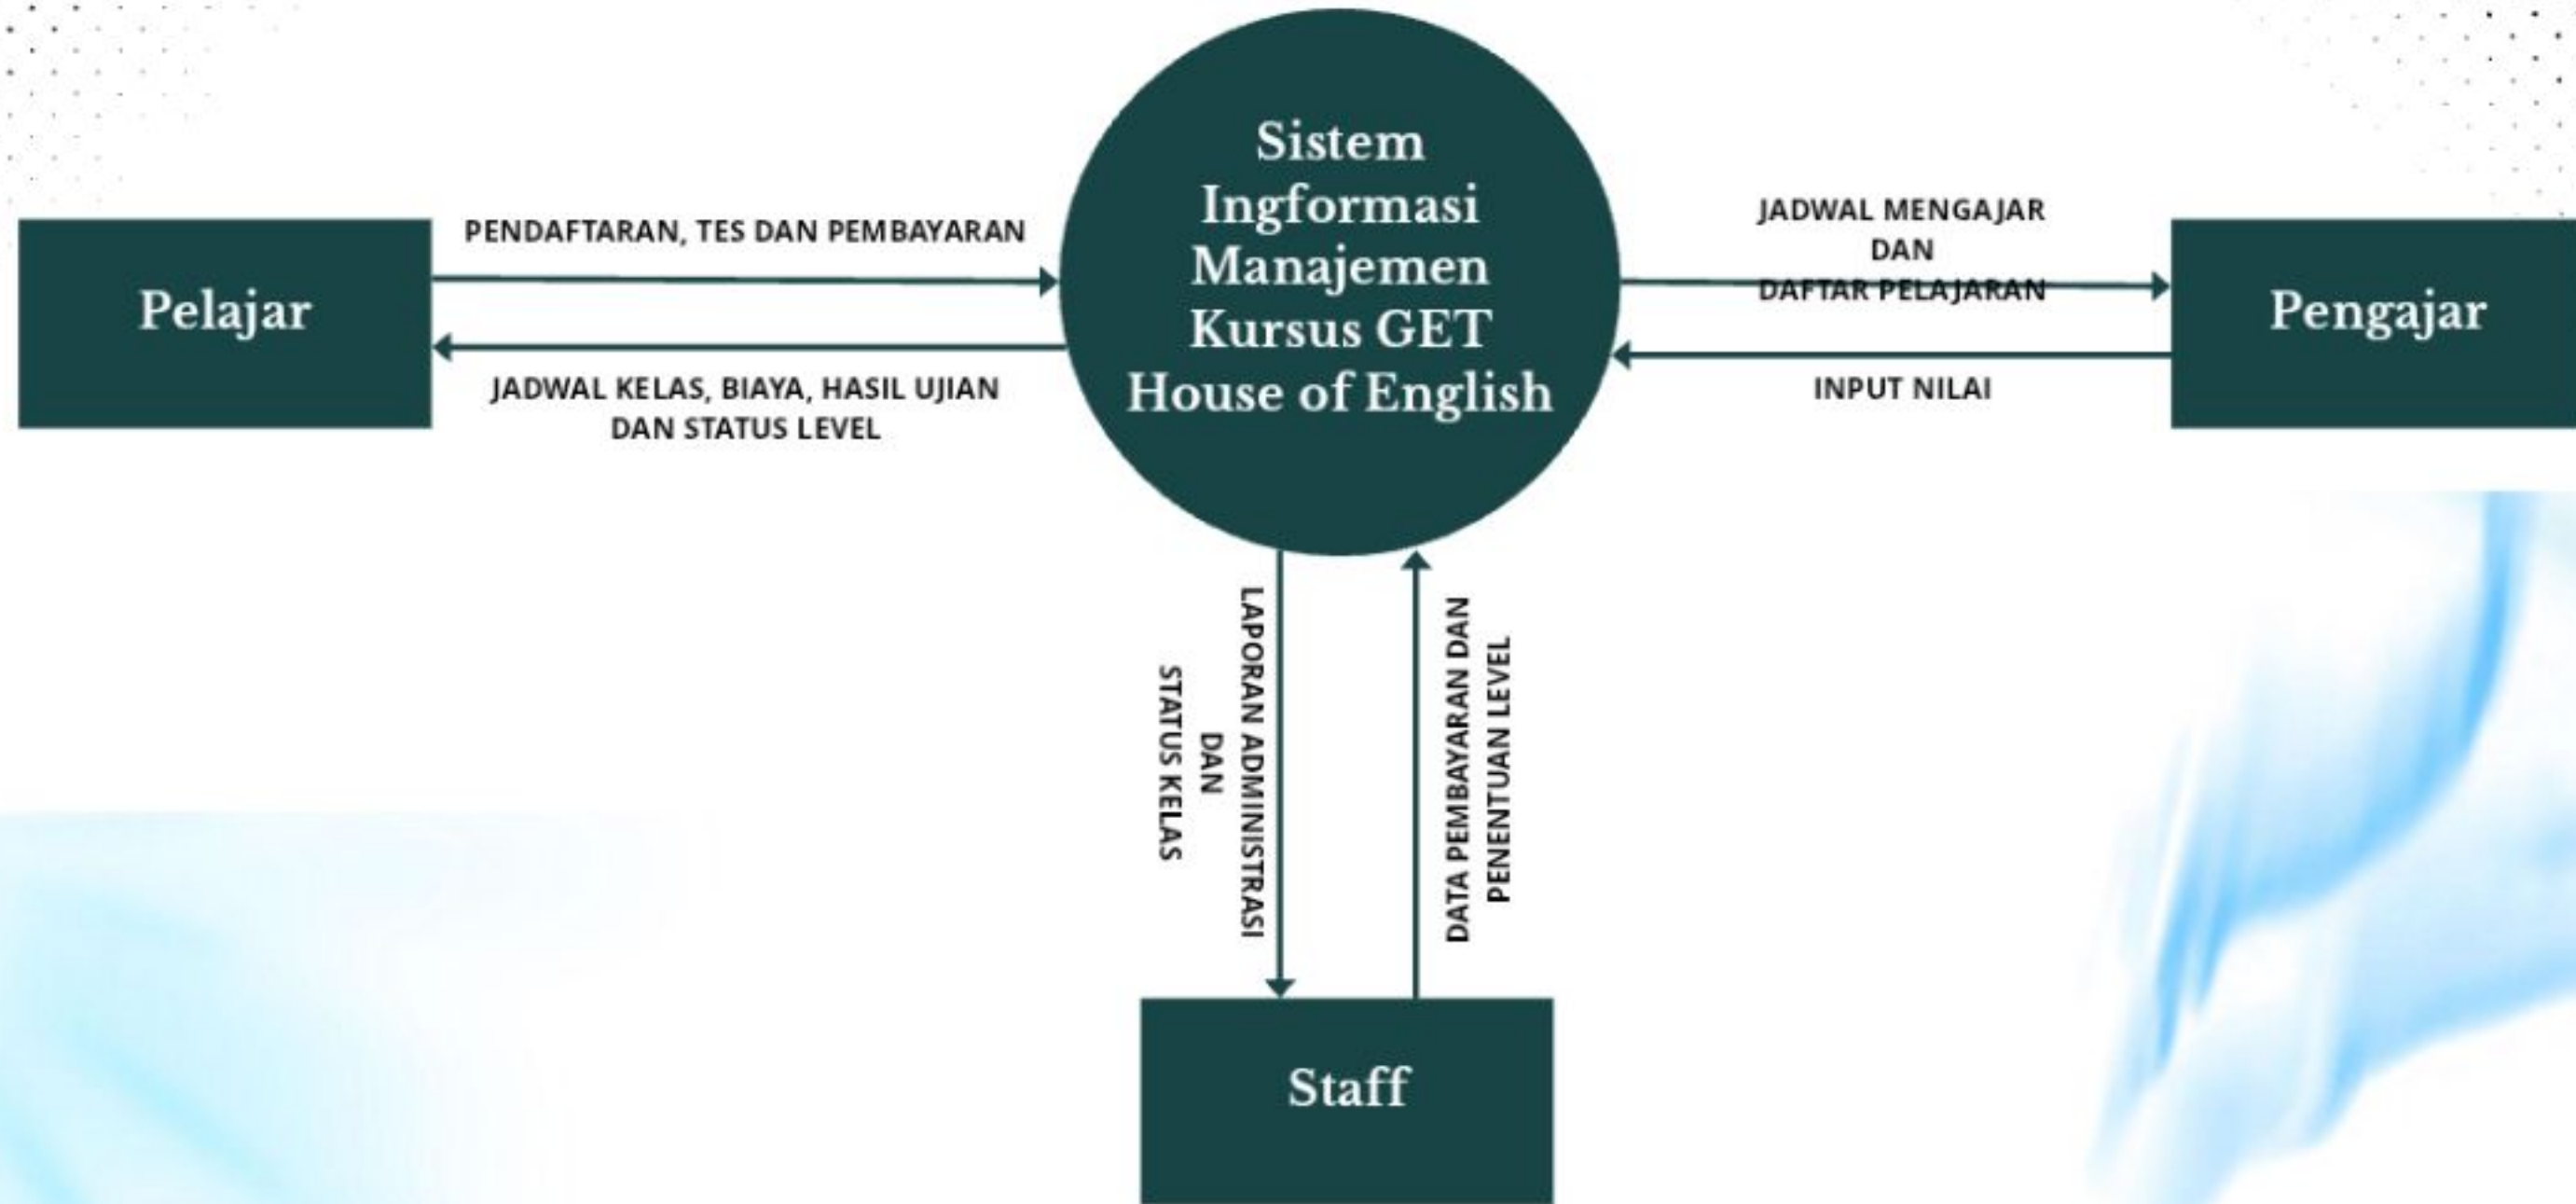 Sistem
Ingformasi
Manajemen
Kursus GET
House of English
Pelajar
PENDAFTARAN, TES DAN PEMBAYARAN
JADWAL KELAS, BIAYA, HASIL UJIAN
DAN STATUS LEVEL
JADWAL MENGAJAR
DAN
DAFTAR PELAJARAN
INPUT NILAI
Pengajar
LAPORAN ADMINISTRASI
DAN
STATUS KELAS
DATA PEMBAYARAN DAN
PENENTUAN LEVEL
Staff